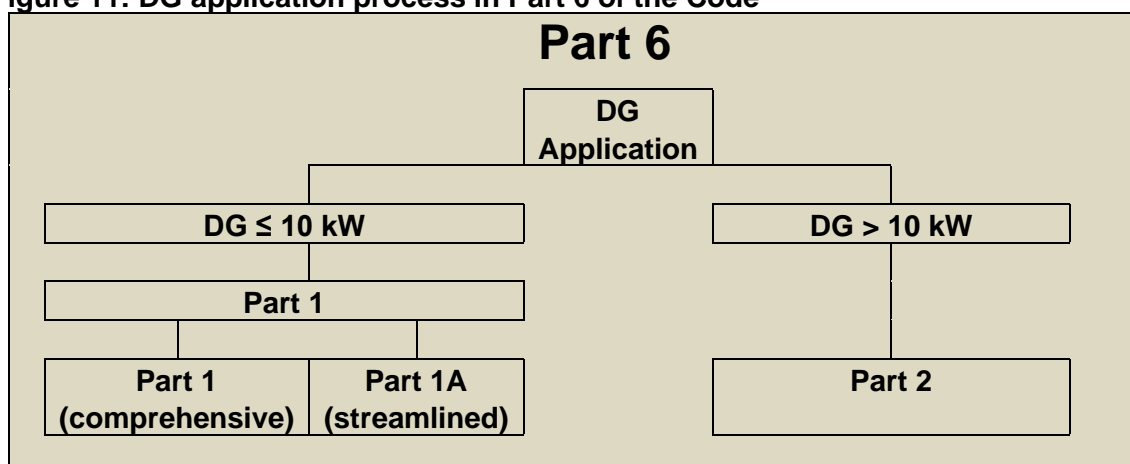 igure 11: DG application process in Part 6 of the Code
Part 6
DG
Application
DG ≤ 10 kW
DG > 10 kW
Part 1
Part 1
(comprehensive)
Part 1A
(streamlined)
Part 2